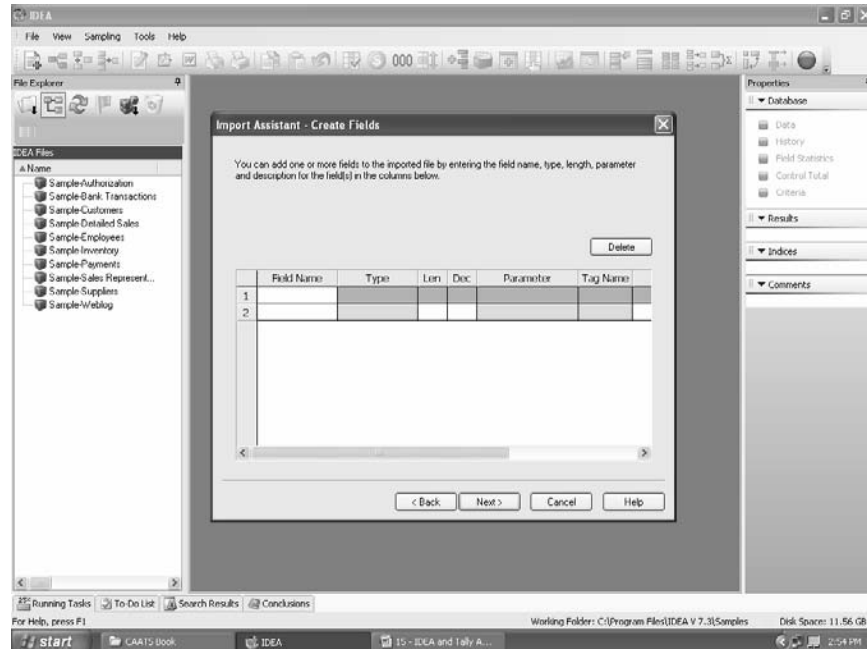 IDEA
File View Sampling Tools Help
000
File Explorer
IDEA Files
Name
Sample-Authorization
Sample-Bank Transactions
Sample-Customers
Sample-Detailed Sales
Sample-Employees
Sample-Inventory
Sample-Payments
Sample-Sales Represent...
Sample-Suppliers
Sample-Weblog
Import Assistant - Create Fields
You can add one or more fields to the imported file by entering the field name, type, length, parameter
and description for the field(s) in the columns below.
Delete
Field Name Type Len Dec Parameter Tag Name
1
2
< Back Next > Cancel Help
Properties
Database
Data
History
Field Statistics
Control Total
Criteria
Results
Indices
Comments
Running Tasks To-Do List Search Results Conclusions
For Help, press F1 Working Folder: C:\Program Files\IDEA V 7.3\Samples Disk Space: 11.56 GB
start CAATS Book IDEA 15 - IDEA and Tally A... 2:54 PM